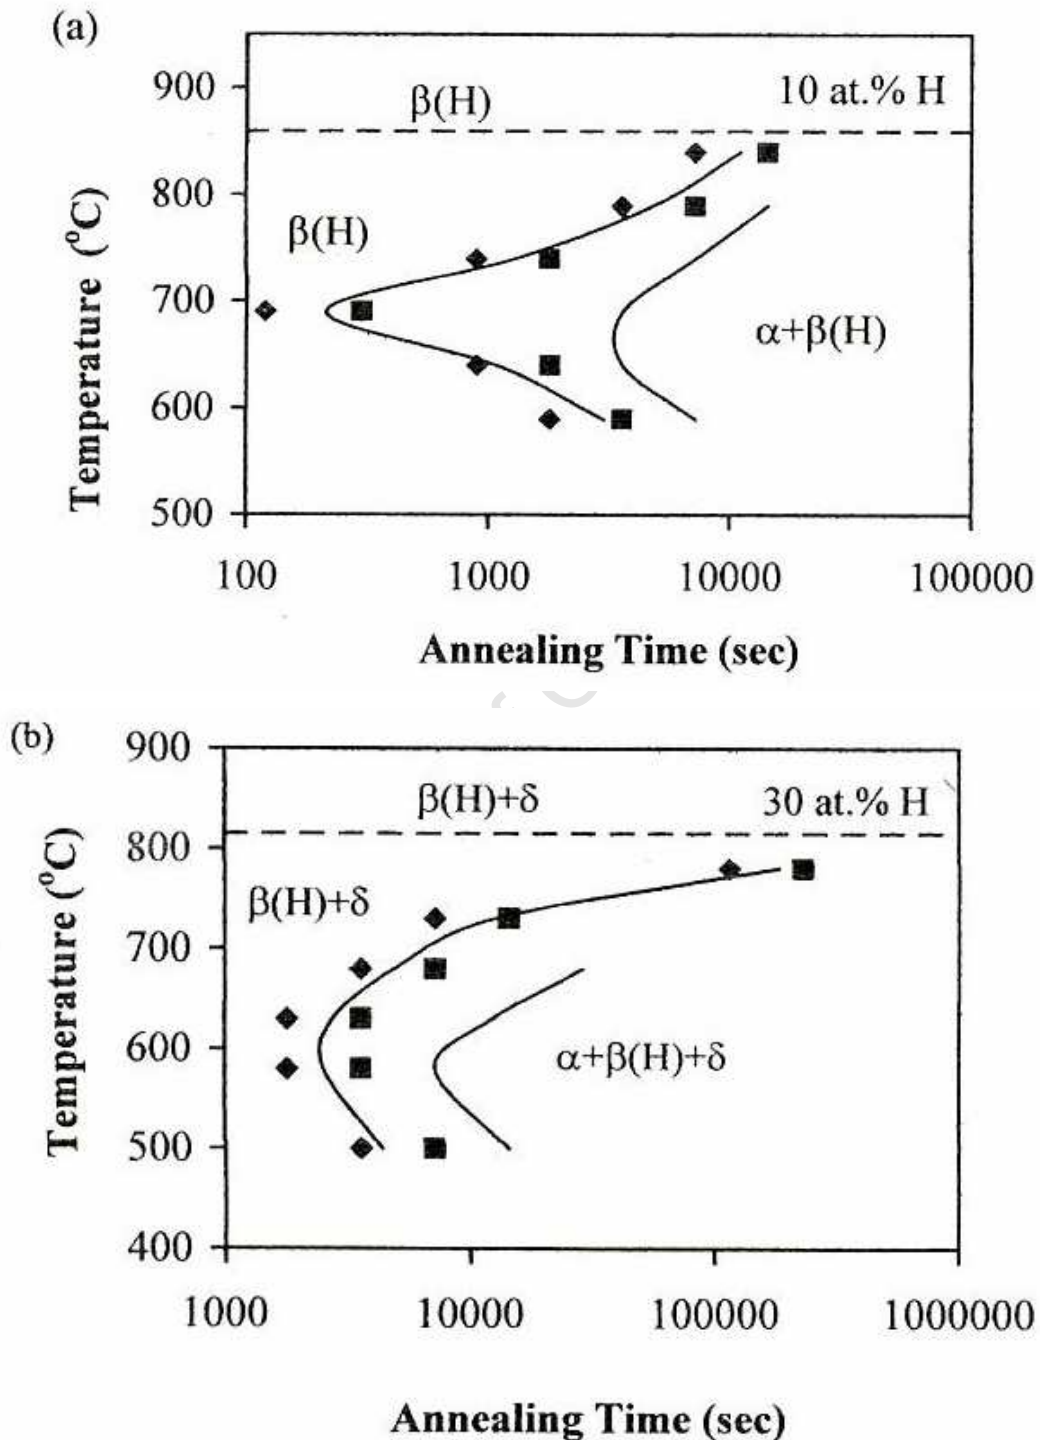 (a)
900
800
700
600
500
Temperature (°C)
β(H)
10 at.% H
β(H)
α+β(H)
100 1000 10000 100000
Annealing Time (sec)
(b)
900
800
700
600
500
400
Temperature (°C)
β(H)+δ
30 at.% H
β(H)+δ
α+β(H)+δ
1000 10000 100000 1000000
Annealing Time (sec)